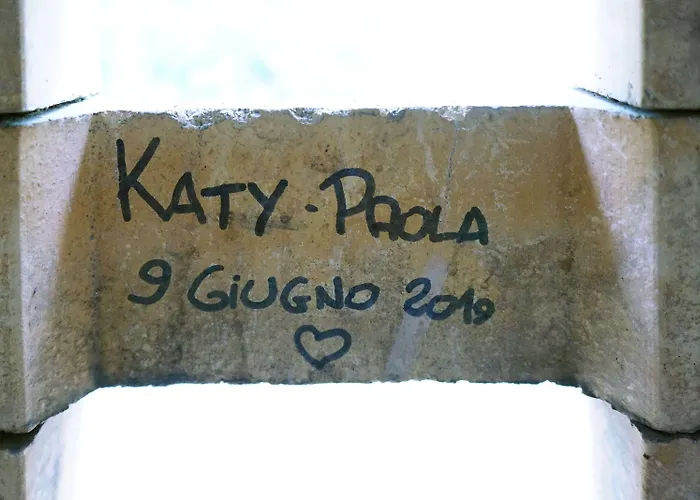 KATY - PAOLA
9 GIUGNO 2019